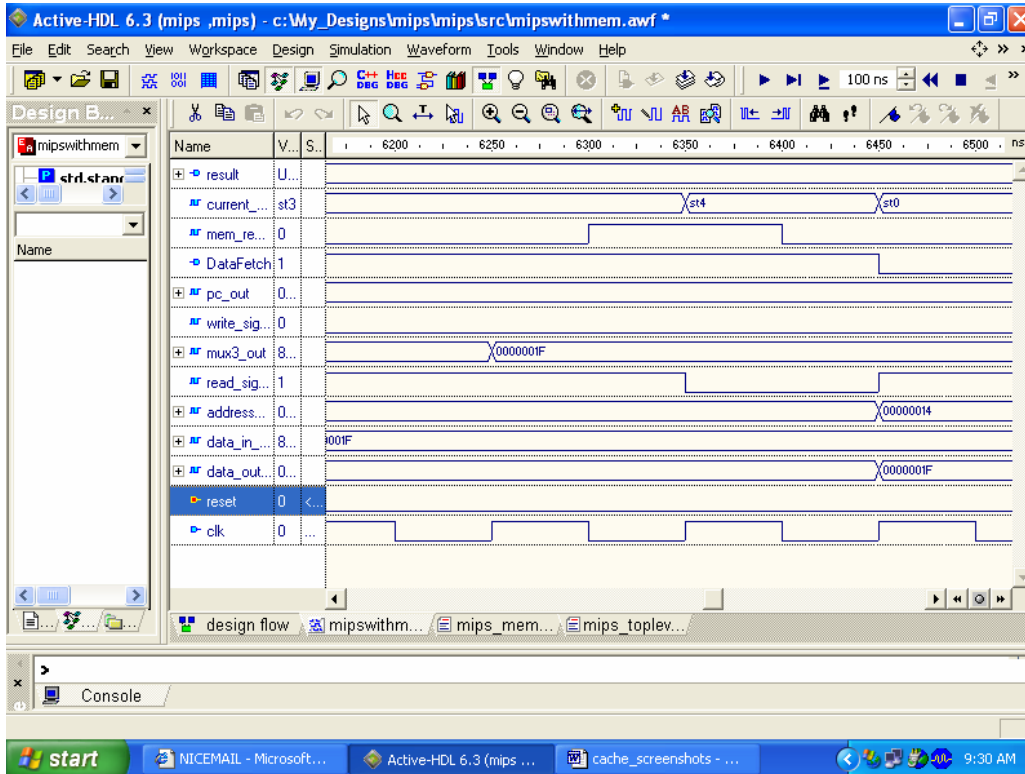 Active-HDL 6.3 (mips ,mips) - c:\My_Designs\mips\mips\src\mipswithmem.awf *
File Edit Search View Workspace Design Simulation Waveform Tools Window Help
C++ DBG HDE DBG 100 ns
Design B...
mipswithmem
std.stanc
Name
Name V... S.. 6200 6250 6300 6350 6400 6450 6500 ns
result U...
current_... st3 st4 st0
mem_re... 0
DataFetch 1
pc_out 0...
write_sig... 0
mux3_out 8... 0000001F
read_sig... 1
address... 0... 00000014
data_in_... 8... 001F
data_out... 0... 0000001F
reset 0 <...
clk 0 ...
design flow mipswithm... mips_mem... mips_toplev...
>
Console
start NICEMAIL - Microsoft... Active-HDL 6.3 (mips ... cache_screenshots - ... 9:30 AM